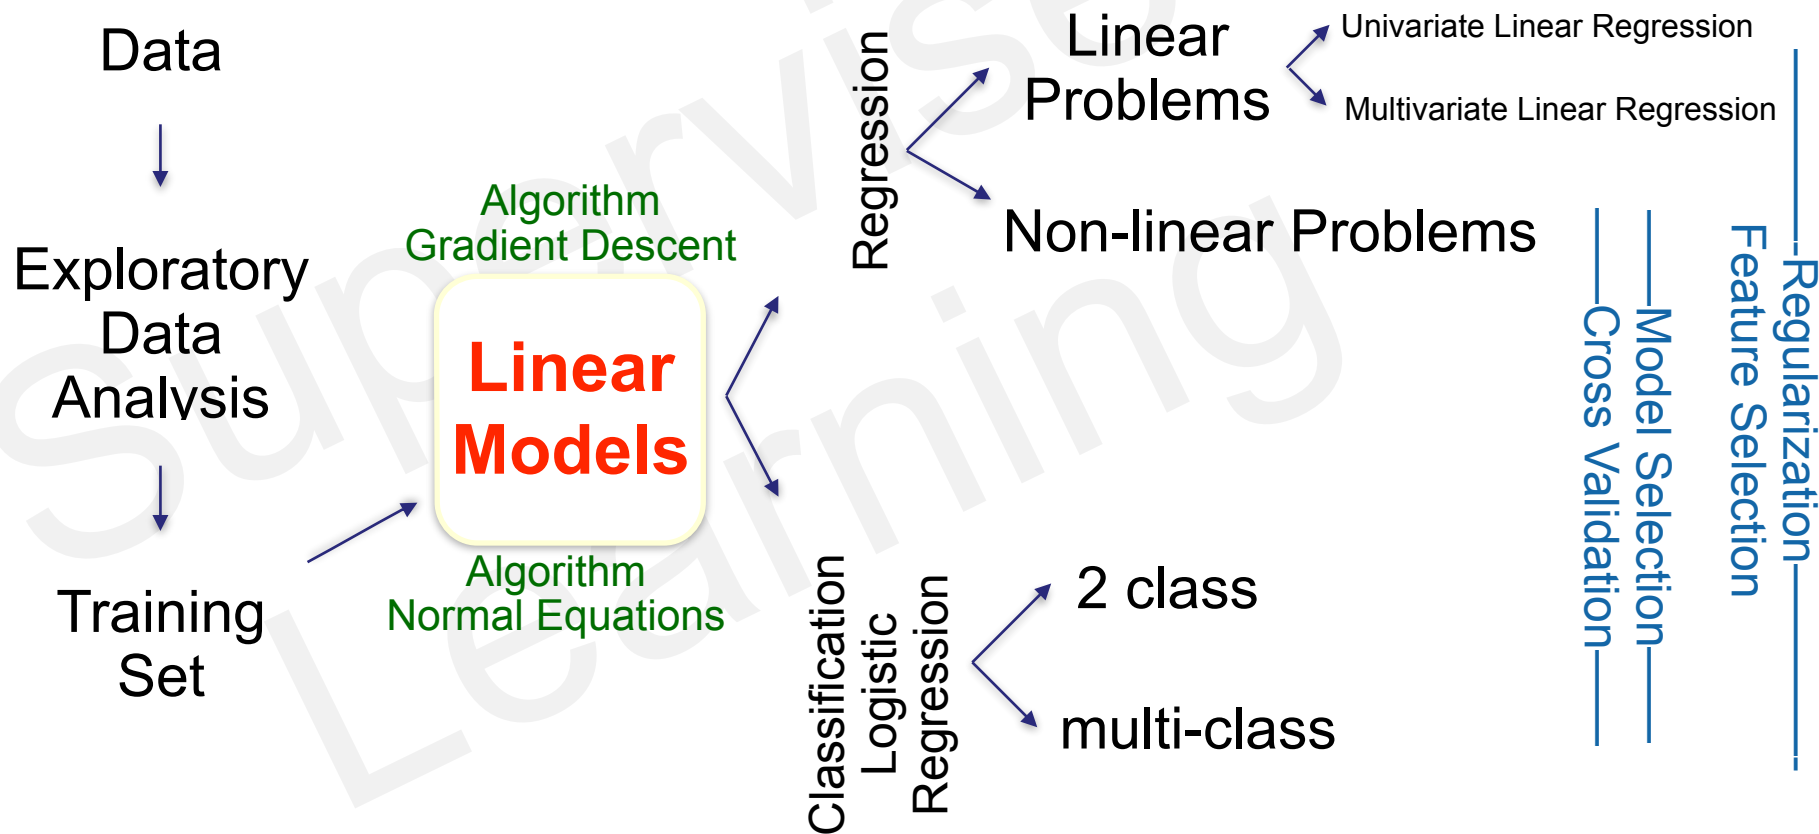 Data
Exploratory
Data
Analysis
Training
Set
Algorithm
Gradient Descent
Linear
Models
Algorithm
Normal Equations
Regression
Linear
Problems
Univariate Linear Regression
Multivariate Linear Regression
Non-linear Problems
Classification
Logistic
Regression
2 class
multi-class
Cross Validation
Model Selection
Feature Selection
Regularization
Supervised
Learning